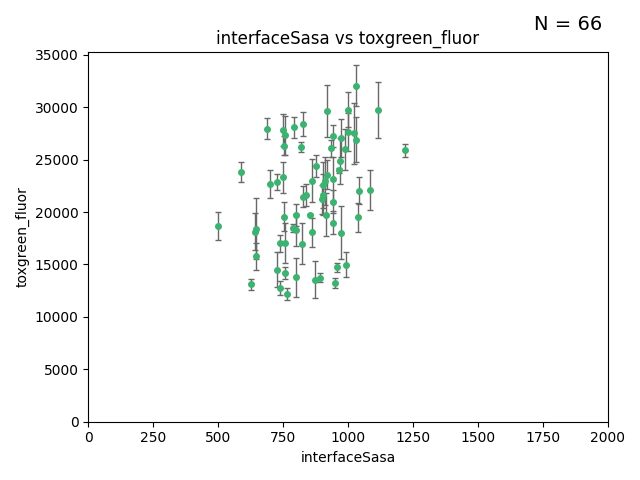 N = 66
interfaceSasa vs toxgreen_fluor
35000
30000
25000
20000
15000
10000
5000
0
toxgreen_fluor
0 250 500 750 1000 1250 1500 1750 2000
interfaceSasa